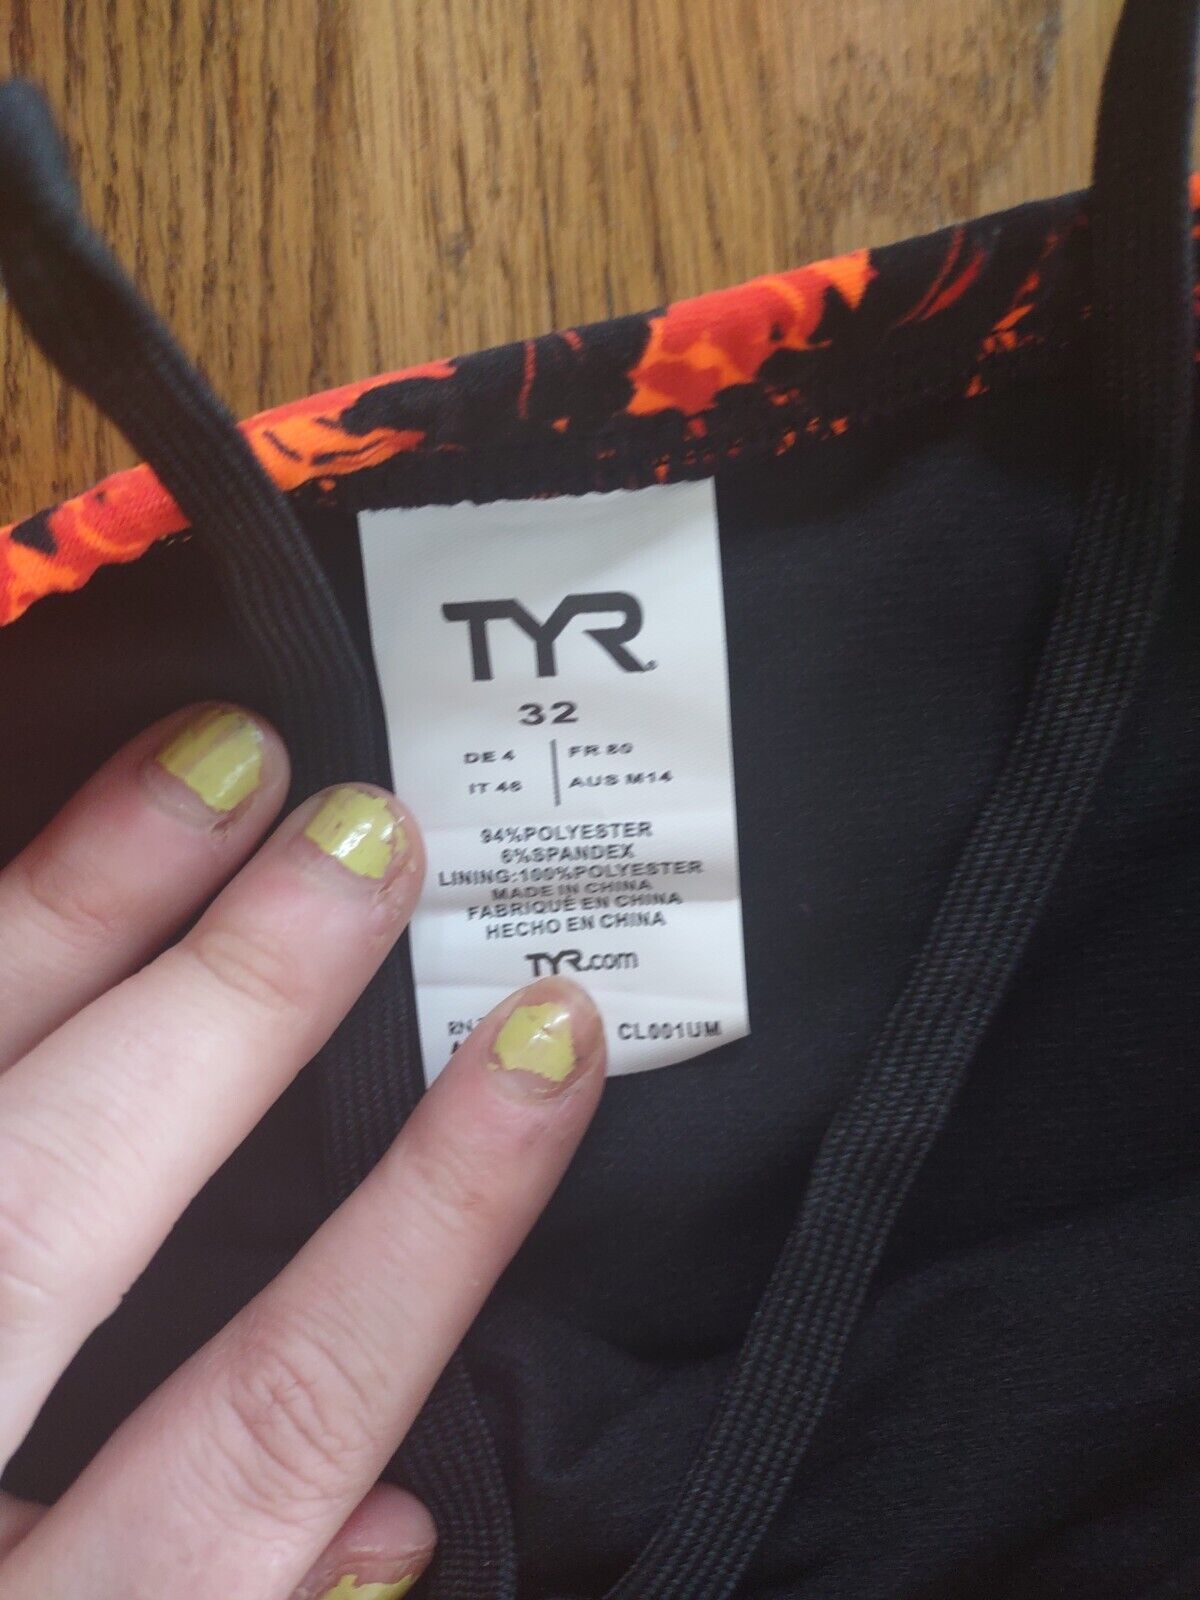 TYR
32
DE 4 FR 80
IT 46 AUS M14
94%POLYESTER
6%SPANDEX
LINING:100%POLYESTER
MADE IN CHINA
FABRIQUÉ EN CHINA
HECHO EN CHINA
TYR.com
CL001UM